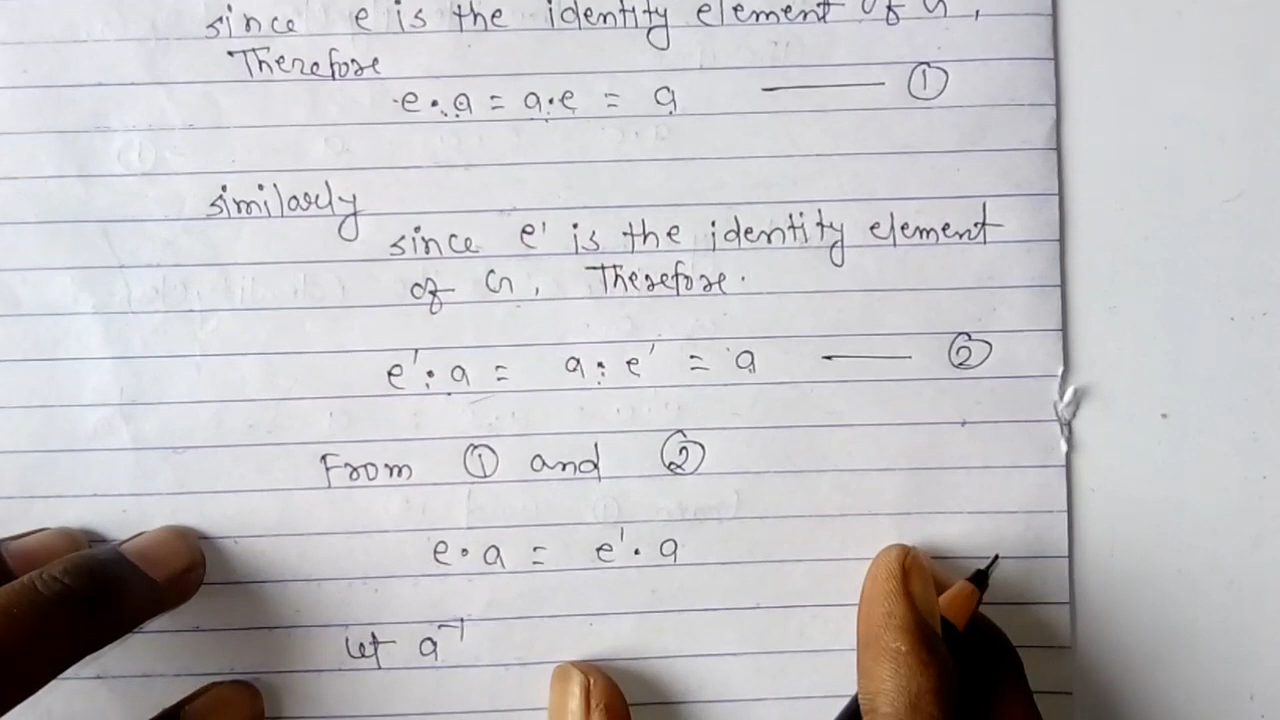 since e is the identity element of G,
Therefore
e·a = a·e = a —— ①
similarly
since e' is the identity element
of G, Therefore.
e'·a = a·e' = a —— ②
From ① and ②
e·a = e'·a
let a⁻¹